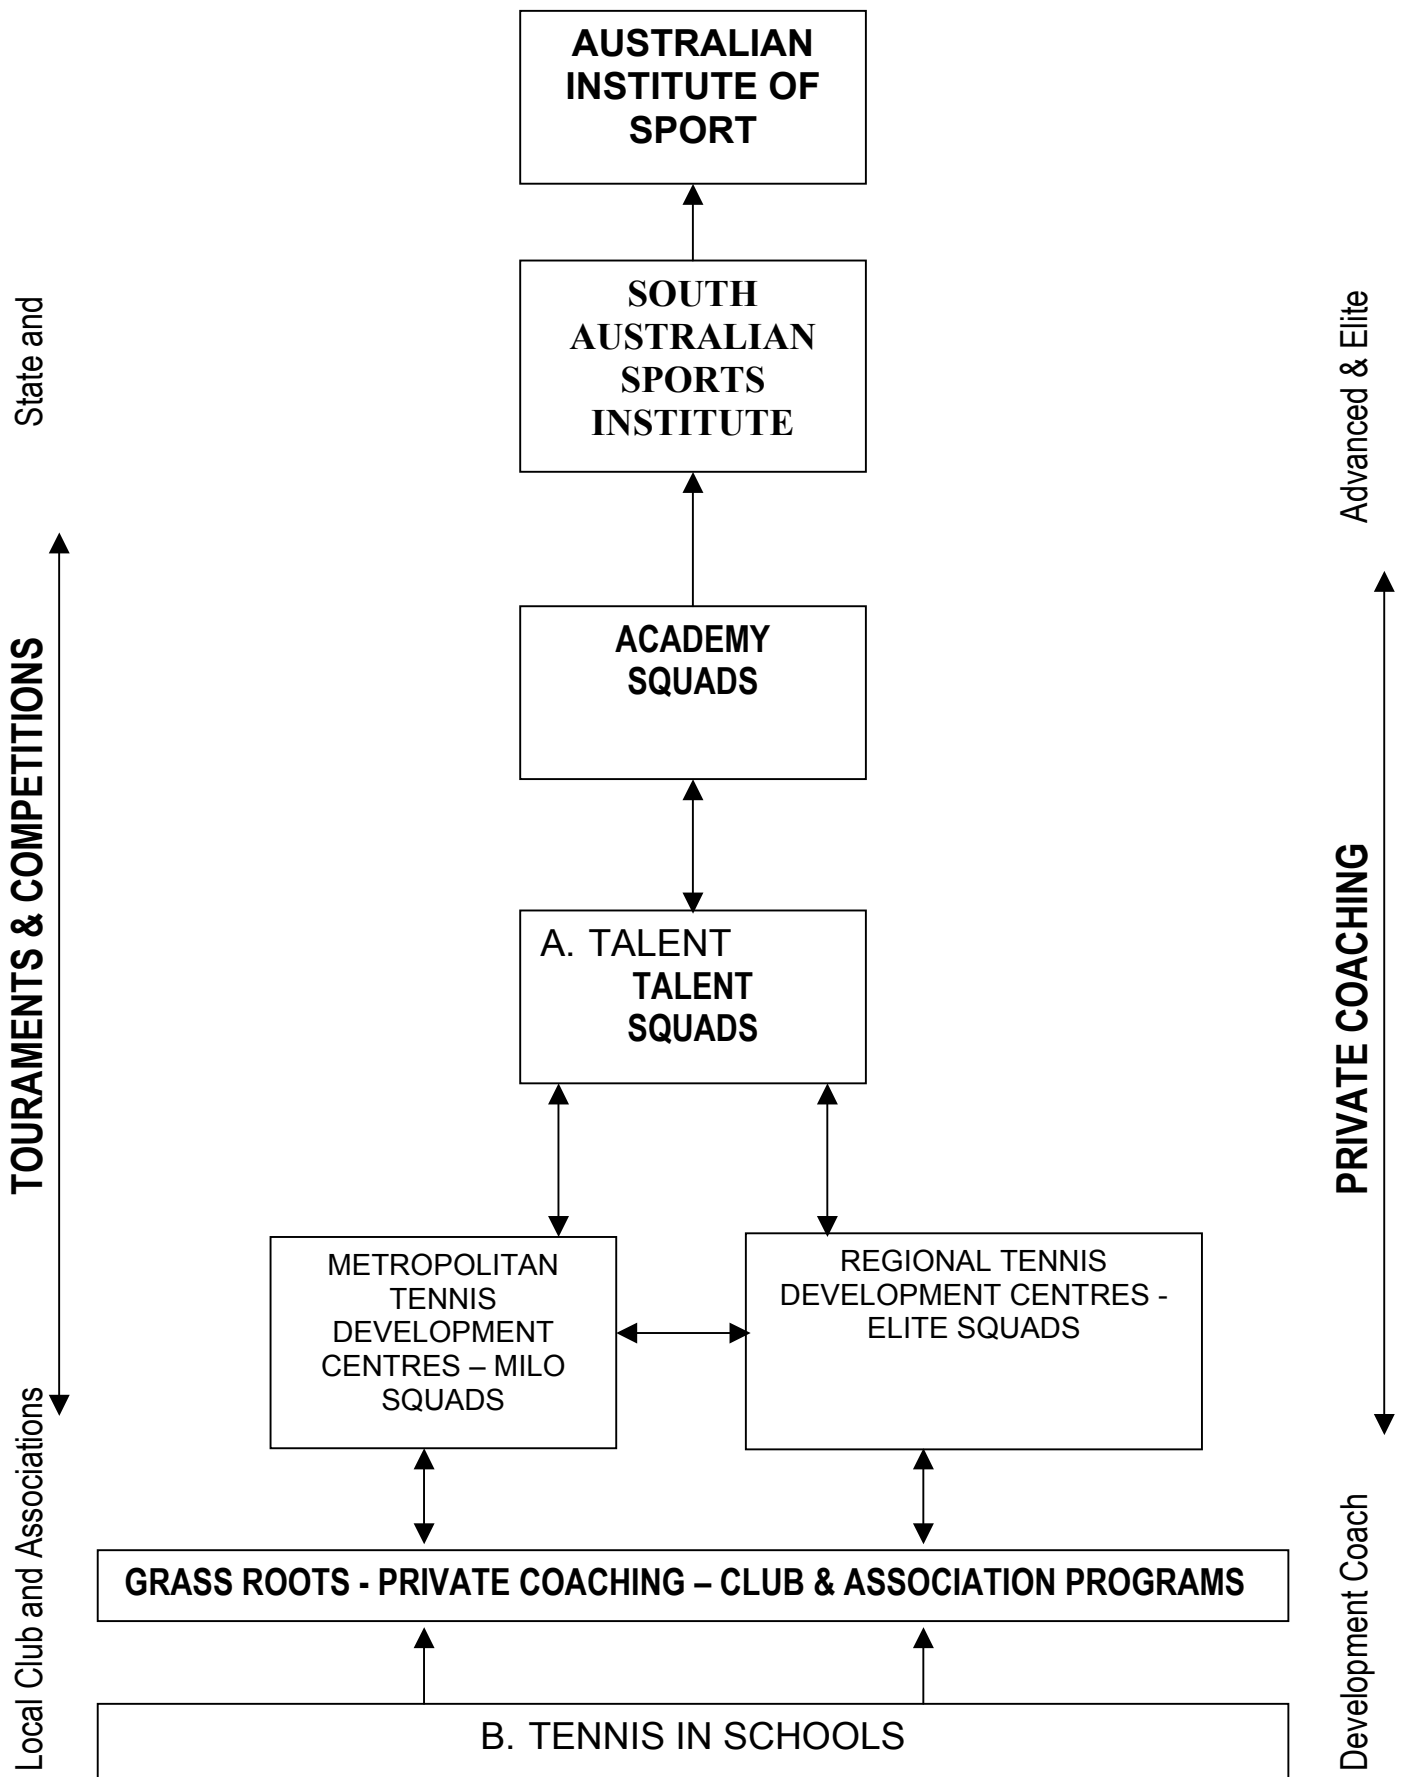 AUSTRALIAN
INSTITUTE OF
SPORT
State and
Advanced & Elite
SOUTH
AUSTRALIAN
SPORTS
INSTITUTE
ACADEMY
SQUADS
TOURAMENTS & COMPETITIONS
PRIVATE COACHING
A. TALENT
TALENT
SQUADS
METROPOLITAN
TENNIS
DEVELOPMENT
CENTRES – MILO
SQUADS
REGIONAL TENNIS
DEVELOPMENT CENTRES -
ELITE SQUADS
Local Club and Associations
Development Coach
GRASS ROOTS - PRIVATE COACHING – CLUB & ASSOCIATION PROGRAMS
B. TENNIS IN SCHOOLS